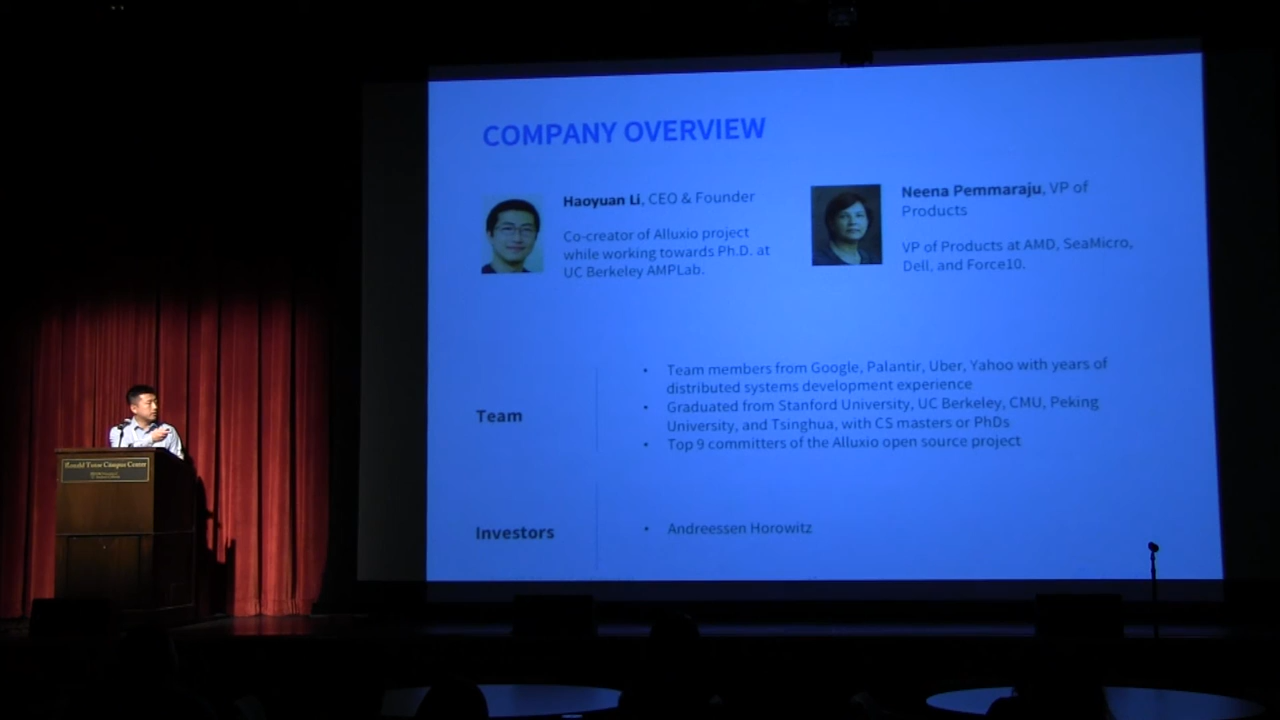 COMPANY OVERVIEW
Haoyuan Li, CEO & Founder
Co-creator of Alluxio project
while working towards Ph.D. at
UC Berkeley AMPLab.
Neena Pemmaraju, VP of
Products
VP of Products at AMD, SeaMicro,
Dell, and Force10.
Team
• Team members from Google, Palantir, Uber, Yahoo with years of
distributed systems development experience
• Graduated from Stanford University, UC Berkeley, CMU, Peking
University, and Tsinghua, with CS masters or PhDs
• Top 9 committers of the Alluxio open source project
Investors
• Andreessen Horowitz
Ronald Tutor Campus Center